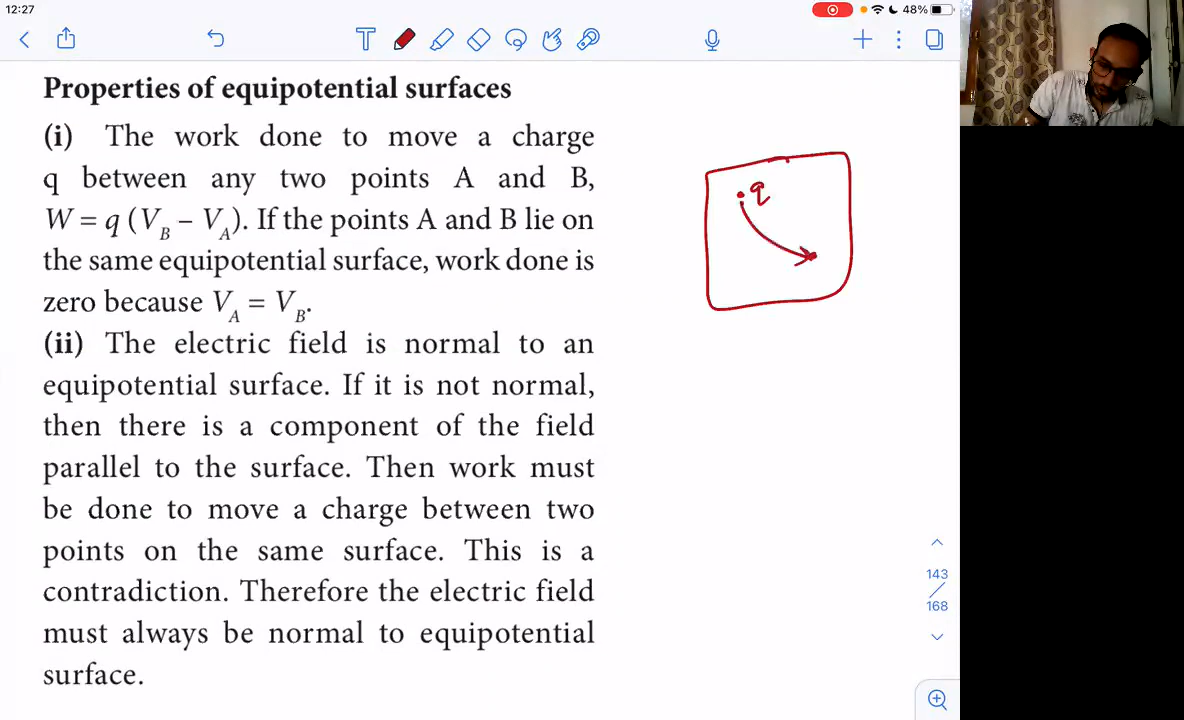 12:27
48%
T
Properties of equipotential surfaces
(i) The work done to move a charge
q between any two points A and B,
W = q (VB – VA). If the points A and B lie on
the same equipotential surface, work done is
zero because VA = VB.
(ii) The electric field is normal to an
equipotential surface. If it is not normal,
then there is a component of the field
parallel to the surface. Then work must
be done to move a charge between two
points on the same surface. This is a
contradiction. Therefore the electric field
must always be normal to equipotential
surface.
q
143
/
168